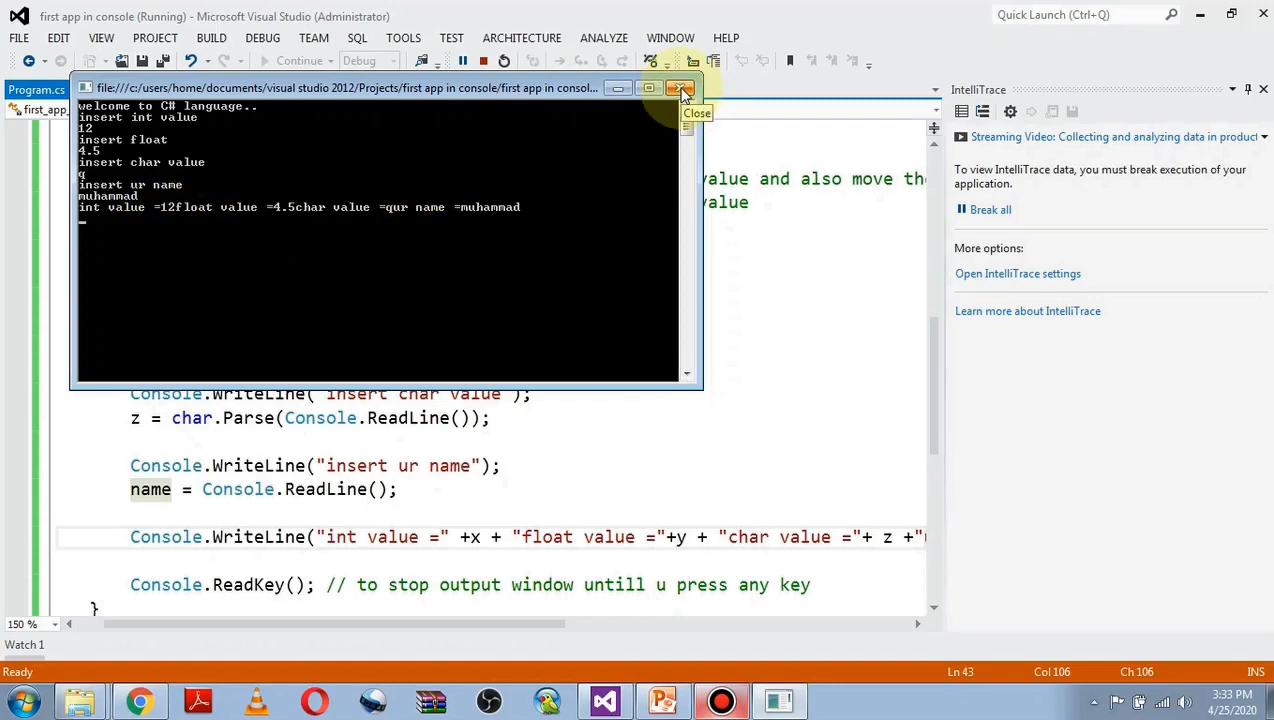 first app in console (Running) - Microsoft Visual Studio (Administrator)
Quick Launch (Ctrl+Q)
FILE EDIT VIEW PROJECT BUILD DEBUG TEAM SQL TOOLS TEST ARCHITECTURE ANALYZE WINDOW HELP
Continue Debug
Program.cs
first_app_
file:///c:/users/home/documents/visual studio 2012/Projects/first app in console/first app in consol...
Close
welcome to C# language..
insert int value
12
insert float
4.5
insert char value
q
insert ur name
muhammad
int value =12float value =4.5char value =qur name =muhammad
value and also move the
value
Console.WriteLine("insert char value");
z = char.Parse(Console.ReadLine());
Console.WriteLine("insert ur name");
name = Console.ReadLine();
Console.WriteLine("int value =" +x + "float value ="+y + "char value ="+ z +"
Console.ReadKey(); // to stop output window untill u press any key
}
150 %
IntelliTrace
Streaming Video: Collecting and analyzing data in product
To view IntelliTrace data, you must break execution of your
application.
Break all
More options:
Open IntelliTrace settings
Learn more about IntelliTrace
Watch 1
Ready Ln 43 Col 106 Ch 106 INS
3:33 PM
4/25/2020